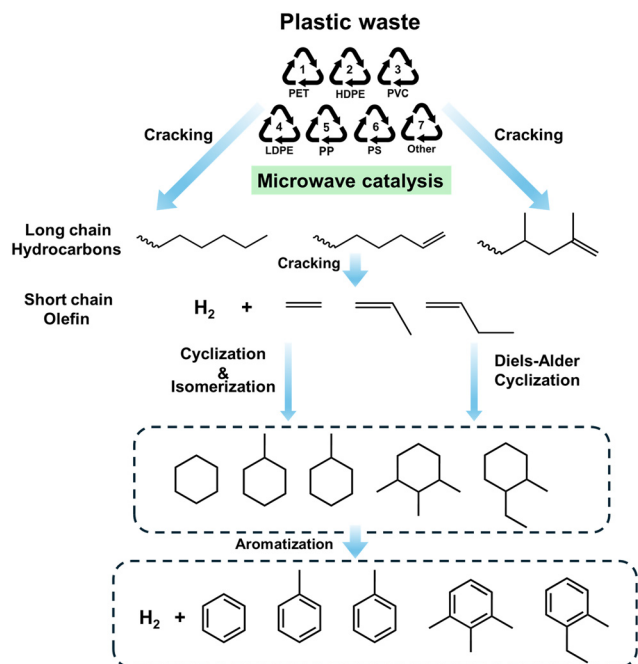 Plastic waste
1 2 3
PET HDPE PVC
Cracking
Cracking
4 5 6 7
LDPE PP PS Other
Microwave catalysis
Long chain
Hydrocarbons
Cracking
Short chain
Olefin
H2 +
Cyclization
&
Isomerization
Diels-Alder
Cyclization
Aromatization
H2 +